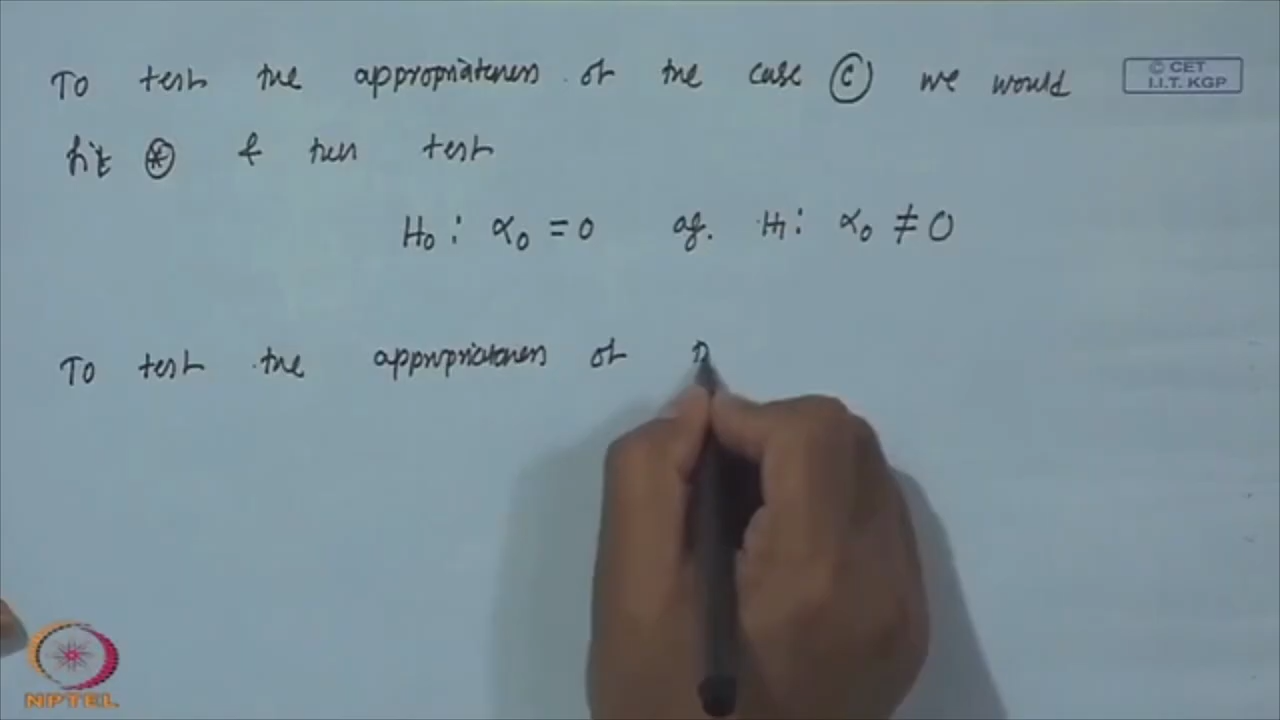 To test the appropriateness of the case Ⓒ we would
© CET
I.I.T. KGP
fit ⊛ & then test
H₀ : α₀ = 0 ag. H₁ : α₀ ≠ 0
To test the appropriateness of
NPTEL